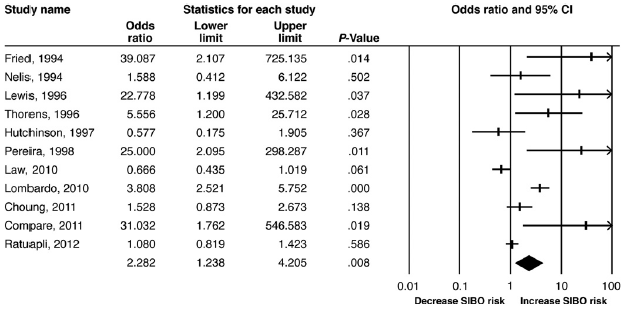 Study name Statistics for each study Odds ratio and 95% CI
Odds ratio Lower limit Upper limit P-Value
Fried, 1994 39.087 2.107 725.135 .014
Nelis, 1994 1.588 0.412 6.122 .502
Lewis, 1996 22.778 1.199 432.582 .037
Thorens, 1996 5.556 1.200 25.712 .028
Hutchinson, 1997 0.577 0.175 1.905 .367
Pereira, 1998 25.000 2.095 298.287 .011
Law, 2010 0.666 0.435 1.019 .061
Lombardo, 2010 3.808 2.521 5.752 .000
Choung, 2011 1.528 0.873 2.673 .138
Compare, 2011 31.032 1.762 546.583 .019
Ratuapli, 2012 1.080 0.819 1.423 .586
2.282 1.238 4.205 .008
0.01 0.1 1 10 100
Decrease SIBO risk Increase SIBO risk